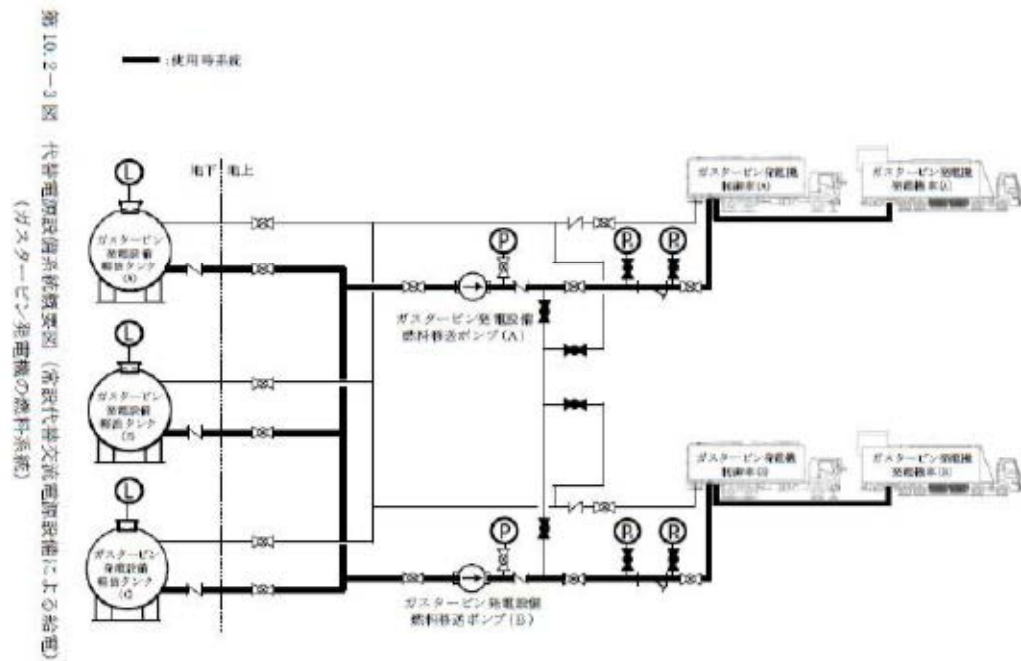 第10.2－3図 代替電源設備系統概要図（常設代替交流電源設備による給電）
（ガスタービン発電機の燃料系統）
：使用時系統
地下 地上
L
ガスタービン
発電設備
軽油タンク
(A)
L
ガスタービン
発電設備
軽油タンク
(B)
L
ガスタービン
発電設備
軽油タンク
(C)
P
P
P
ガスタービン発電設備
燃料移送ポンプ(A)
ガスタービン発電機
制御車(A)
ガスタービン発電機
発電機車(A)
P
P
P
ガスタービン発電設備
燃料移送ポンプ(B)
ガスタービン発電機
制御車(B)
ガスタービン発電機
発電機車(B)